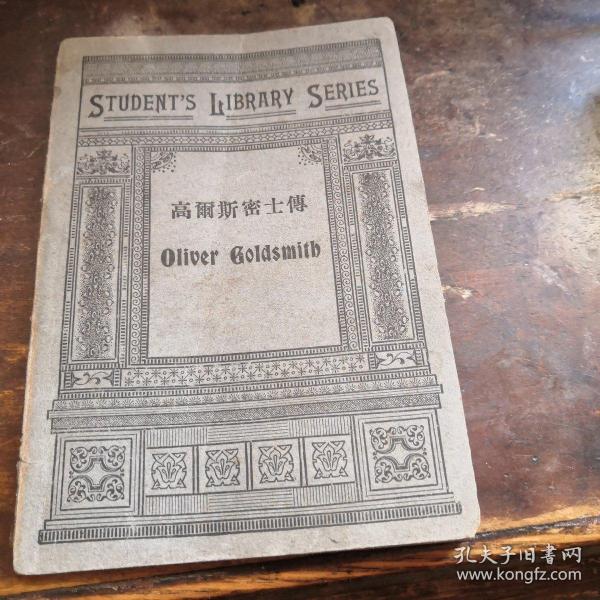 STUDENT'S LIBRARY SERIES
高爾斯密士傳
Oliver Goldsmith
孔夫子旧書网
www.kongfz.com